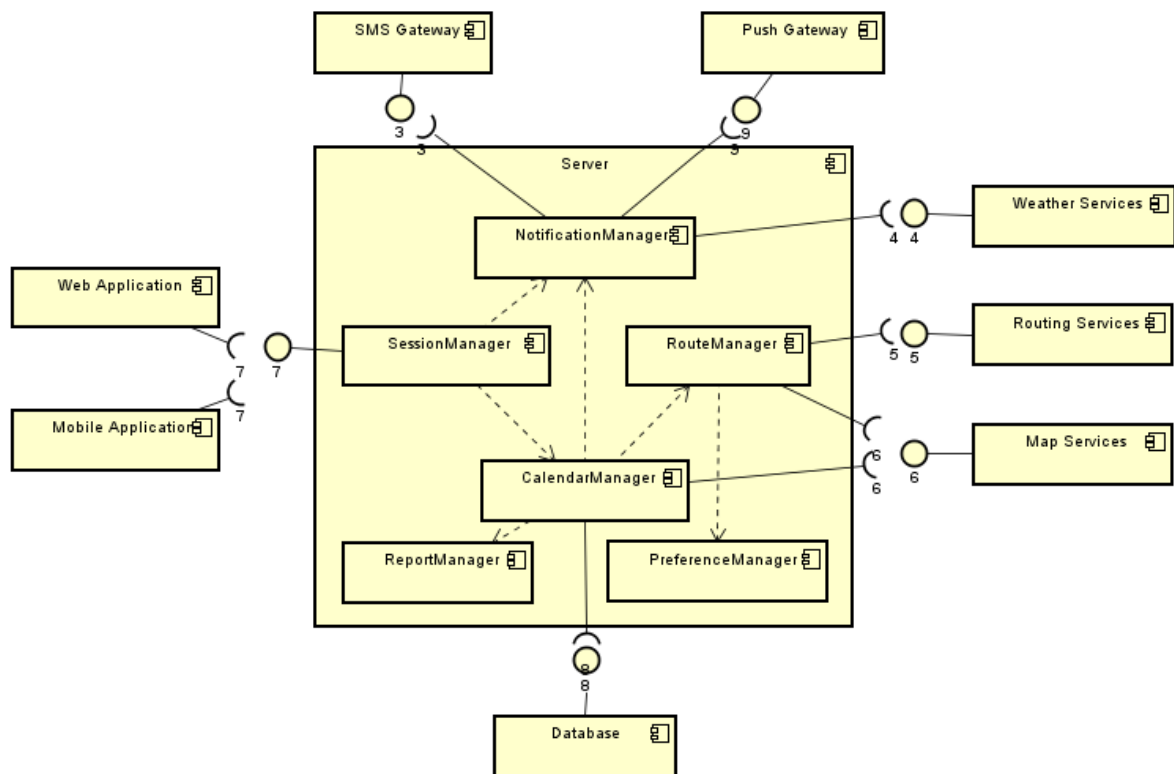 SMS Gateway
Push Gateway
3
9
3
9
Server
Weather Services
NotificationManager
4
4
Web Application
Routing Services
SessionManager
RouteManager
7
7
5
5
7
Mobile Application
Map Services
6
6
CalendarManager
6
ReportManager
PreferenceManager
8
8
Database